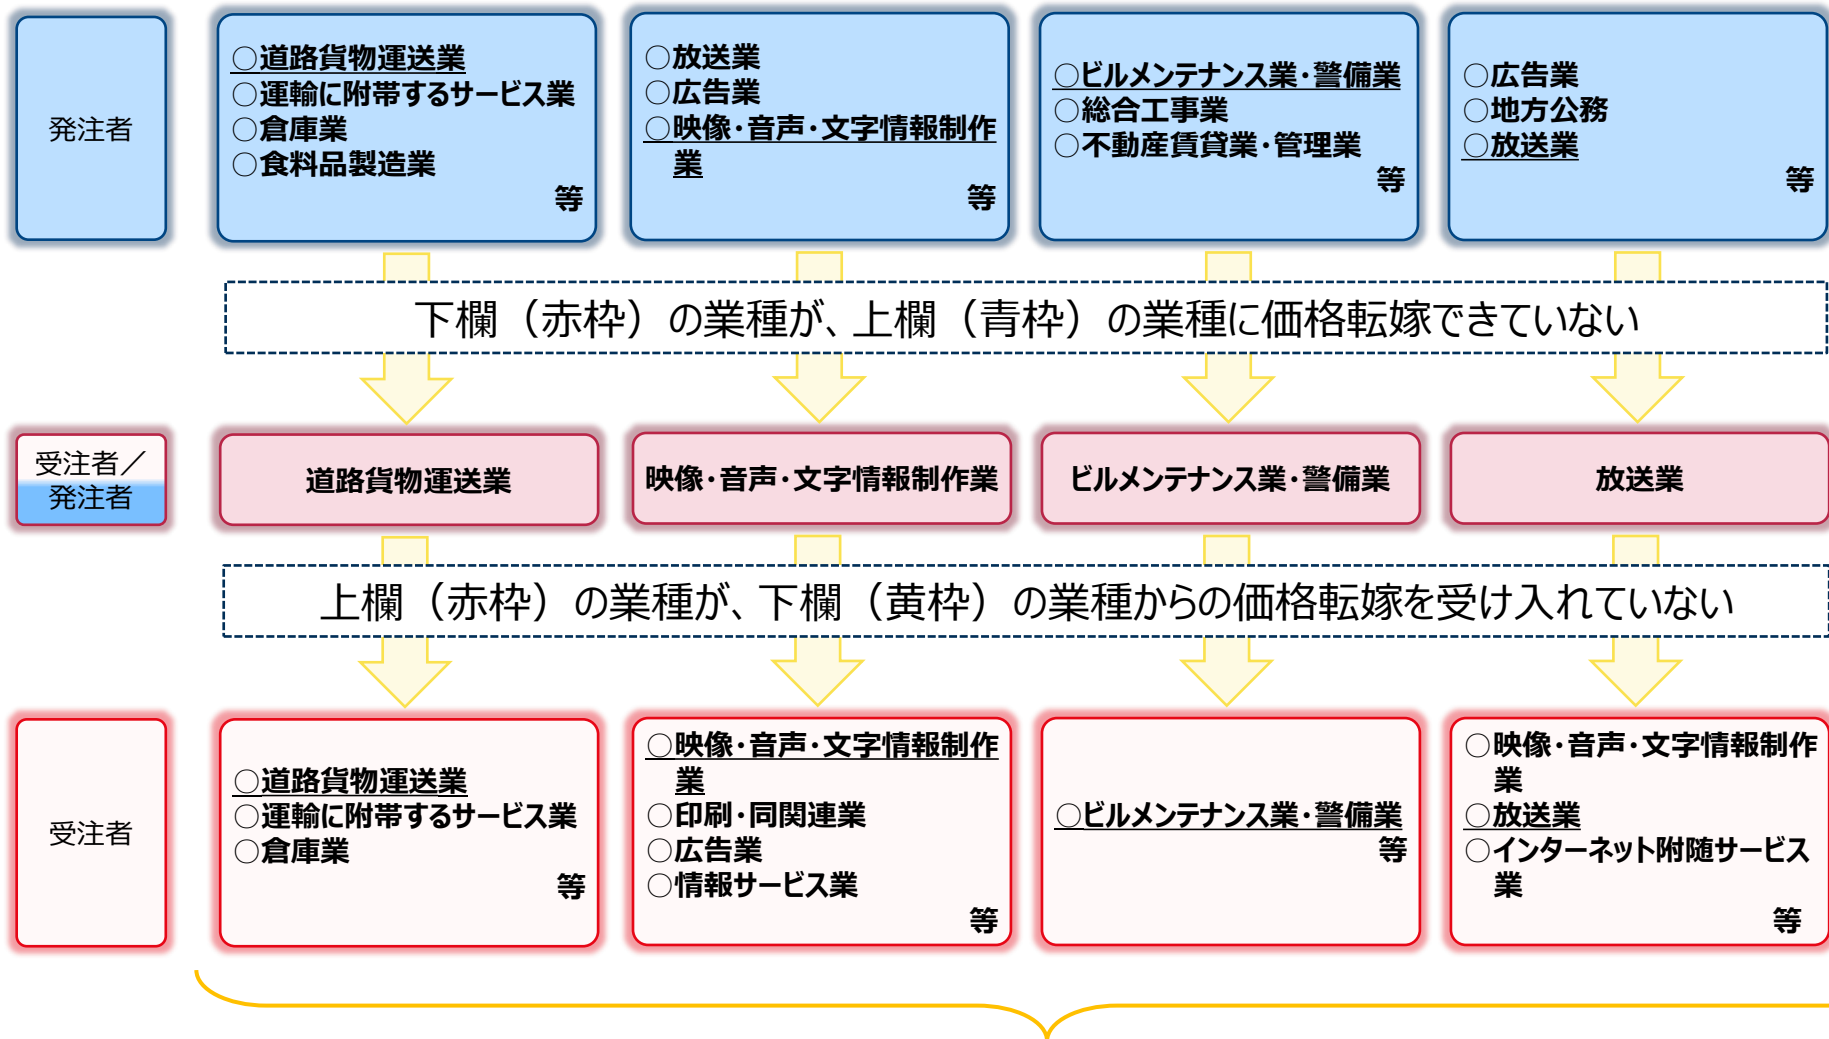 発注者
○道路貨物運送業
○運輸に附帯するサービス業
○倉庫業
○食料品製造業
等
○放送業
○広告業
○映像・音声・文字情報制作
業
等
○ビルメンテナンス業・警備業
○総合工事業
○不動産賃貸業・管理業
等
○広告業
○地方公務
○放送業
等
下欄（赤枠）の業種が、上欄（青枠）の業種に価格転嫁できていない
受注者／
発注者
道路貨物運送業
映像・音声・文字情報制作業
ビルメンテナンス業・警備業
放送業
上欄（赤枠）の業種が、下欄（黄枠）の業種からの価格転嫁を受け入れていない
受注者
○道路貨物運送業
○運輸に附帯するサービス業
○倉庫業
等
○映像・音声・文字情報制作
業
○印刷・同関連業
○広告業
○情報サービス業
等
○ビルメンテナンス業・警備業
等
○映像・音声・文字情報制作
業
○放送業
○インターネット附随サービス
業
等